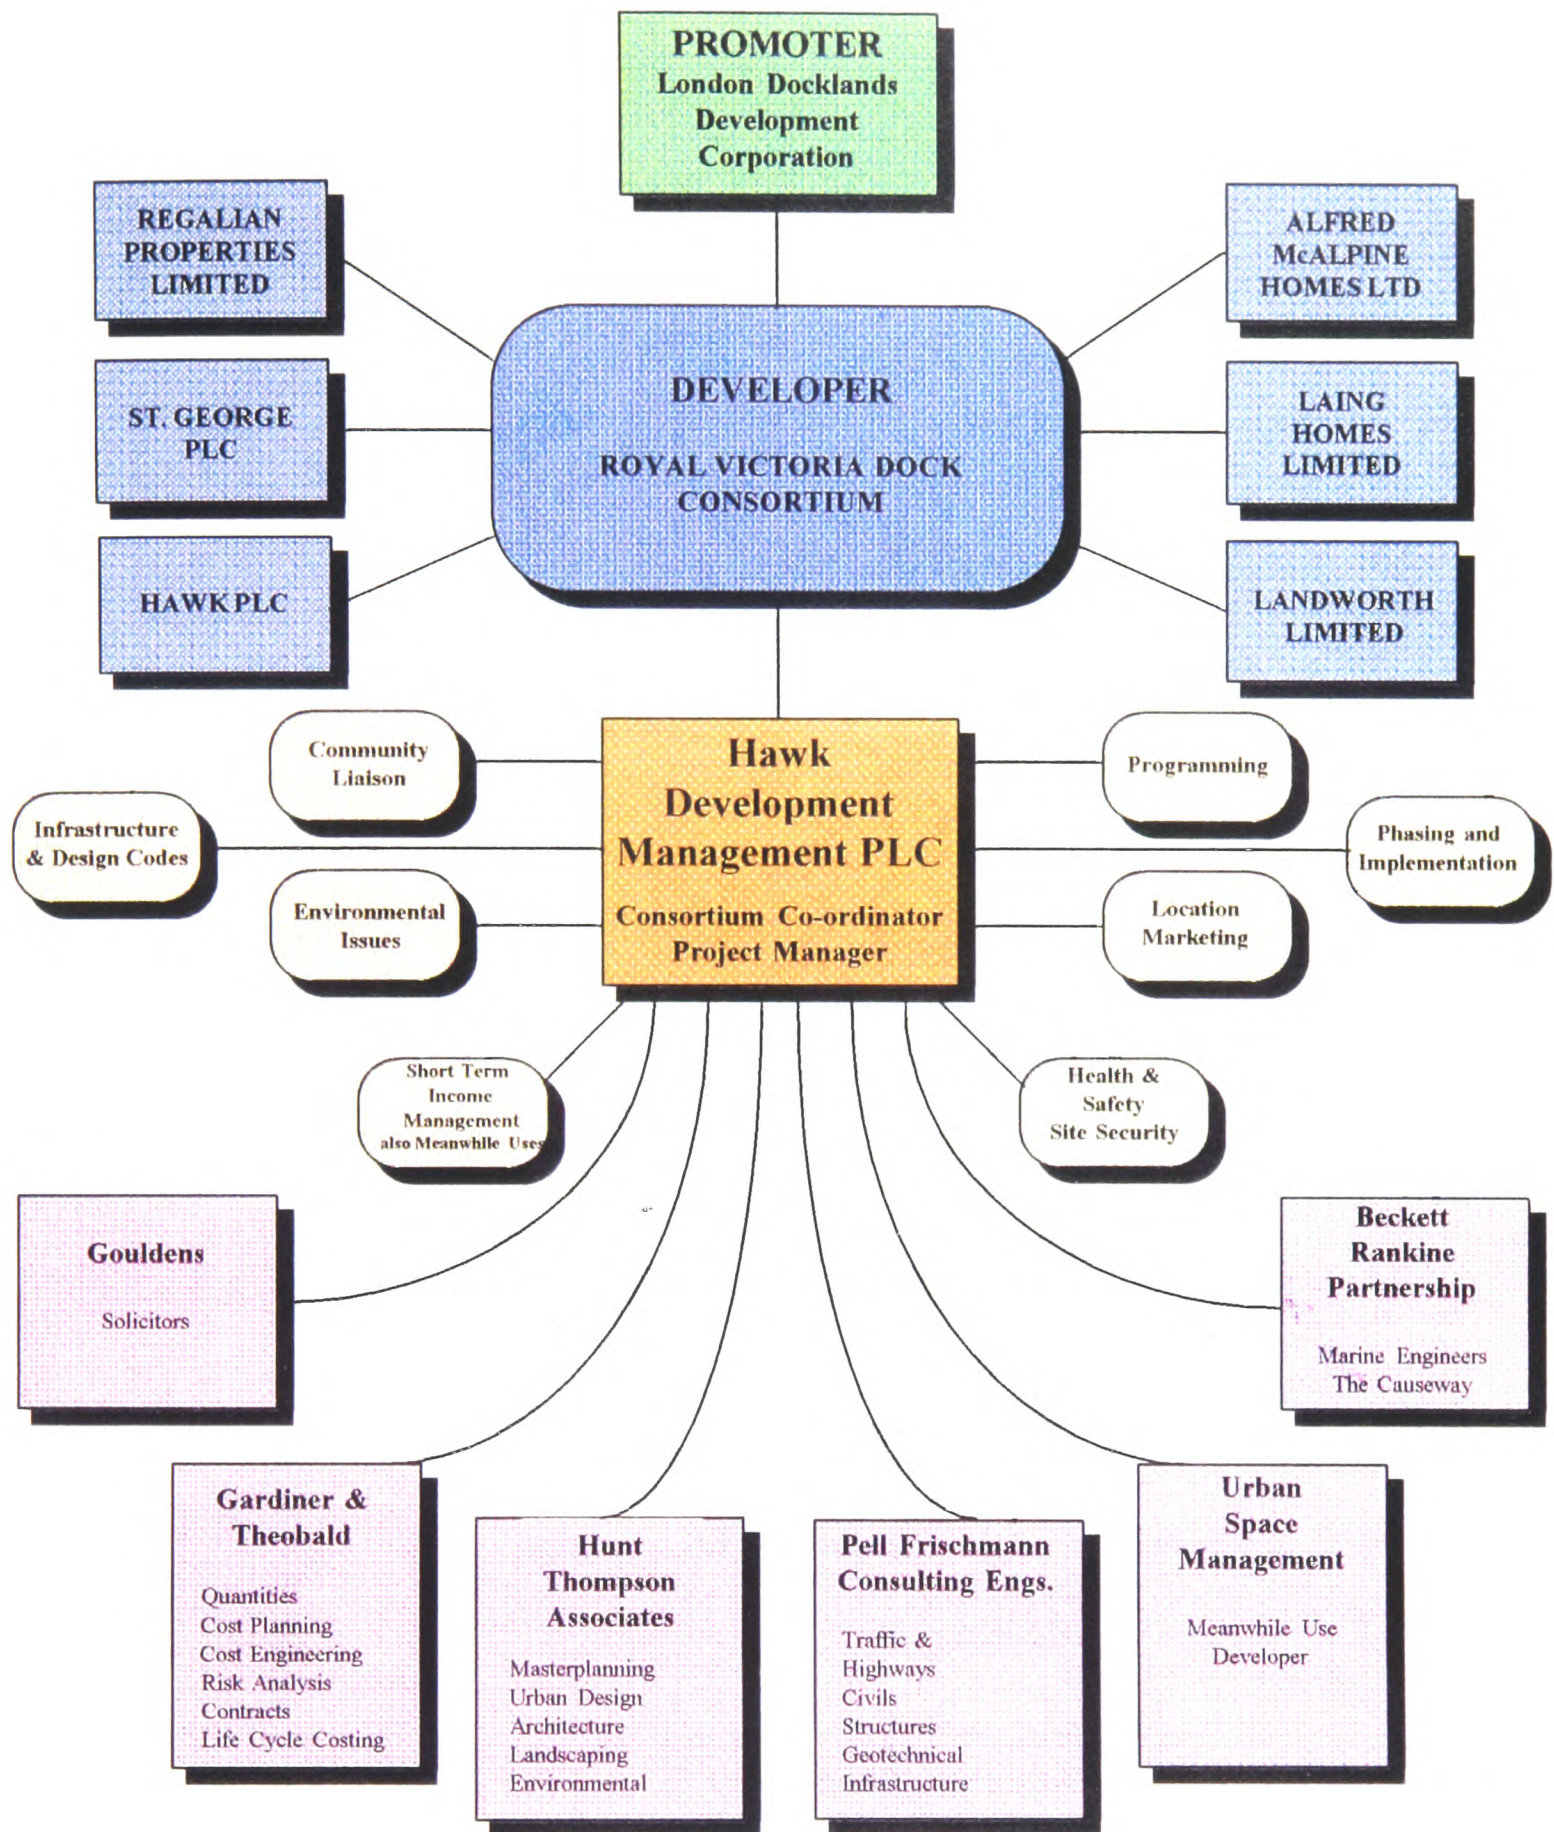 PROMOTER
London Docklands
Development
Corporation
REGALIAN
PROPERTIES
LIMITED
ALFRED
McALPINE
HOMES LTD
ST. GEORGE
PLC
DEVELOPER
ROYAL VICTORIA DOCK
CONSORTIUM
LAING
HOMES
LIMITED
HAWK PLC
LANDWORTH
LIMITED
Community
Liaison
Hawk
Development
Management PLC
Consortium Co-ordinator
Project Manager
Programming
Infrastructure
& Design Codes
Phasing and
Implementation
Environmental
Issues
Location
Marketing
Short Term
Income
Management
also Meanwhile Uses
Health &
Safety
Site Security
Gouldens
Solicitors
Beckett
Rankine
Partnership
Marine Engineers
The Causeway
Gardiner &
Theobald
Quantities
Cost Planning
Cost Engineering
Risk Analysis
Contracts
Life Cycle Costing
Hunt
Thompson
Associates
Masterplanning
Urban Design
Architecture
Landscaping
Environmental
Pell Frischmann
Consulting Engs.
Traffic &
Highways
Civils
Structures
Geotechnical
Infrastructure
Urban
Space
Management
Meanwhile Use
Developer